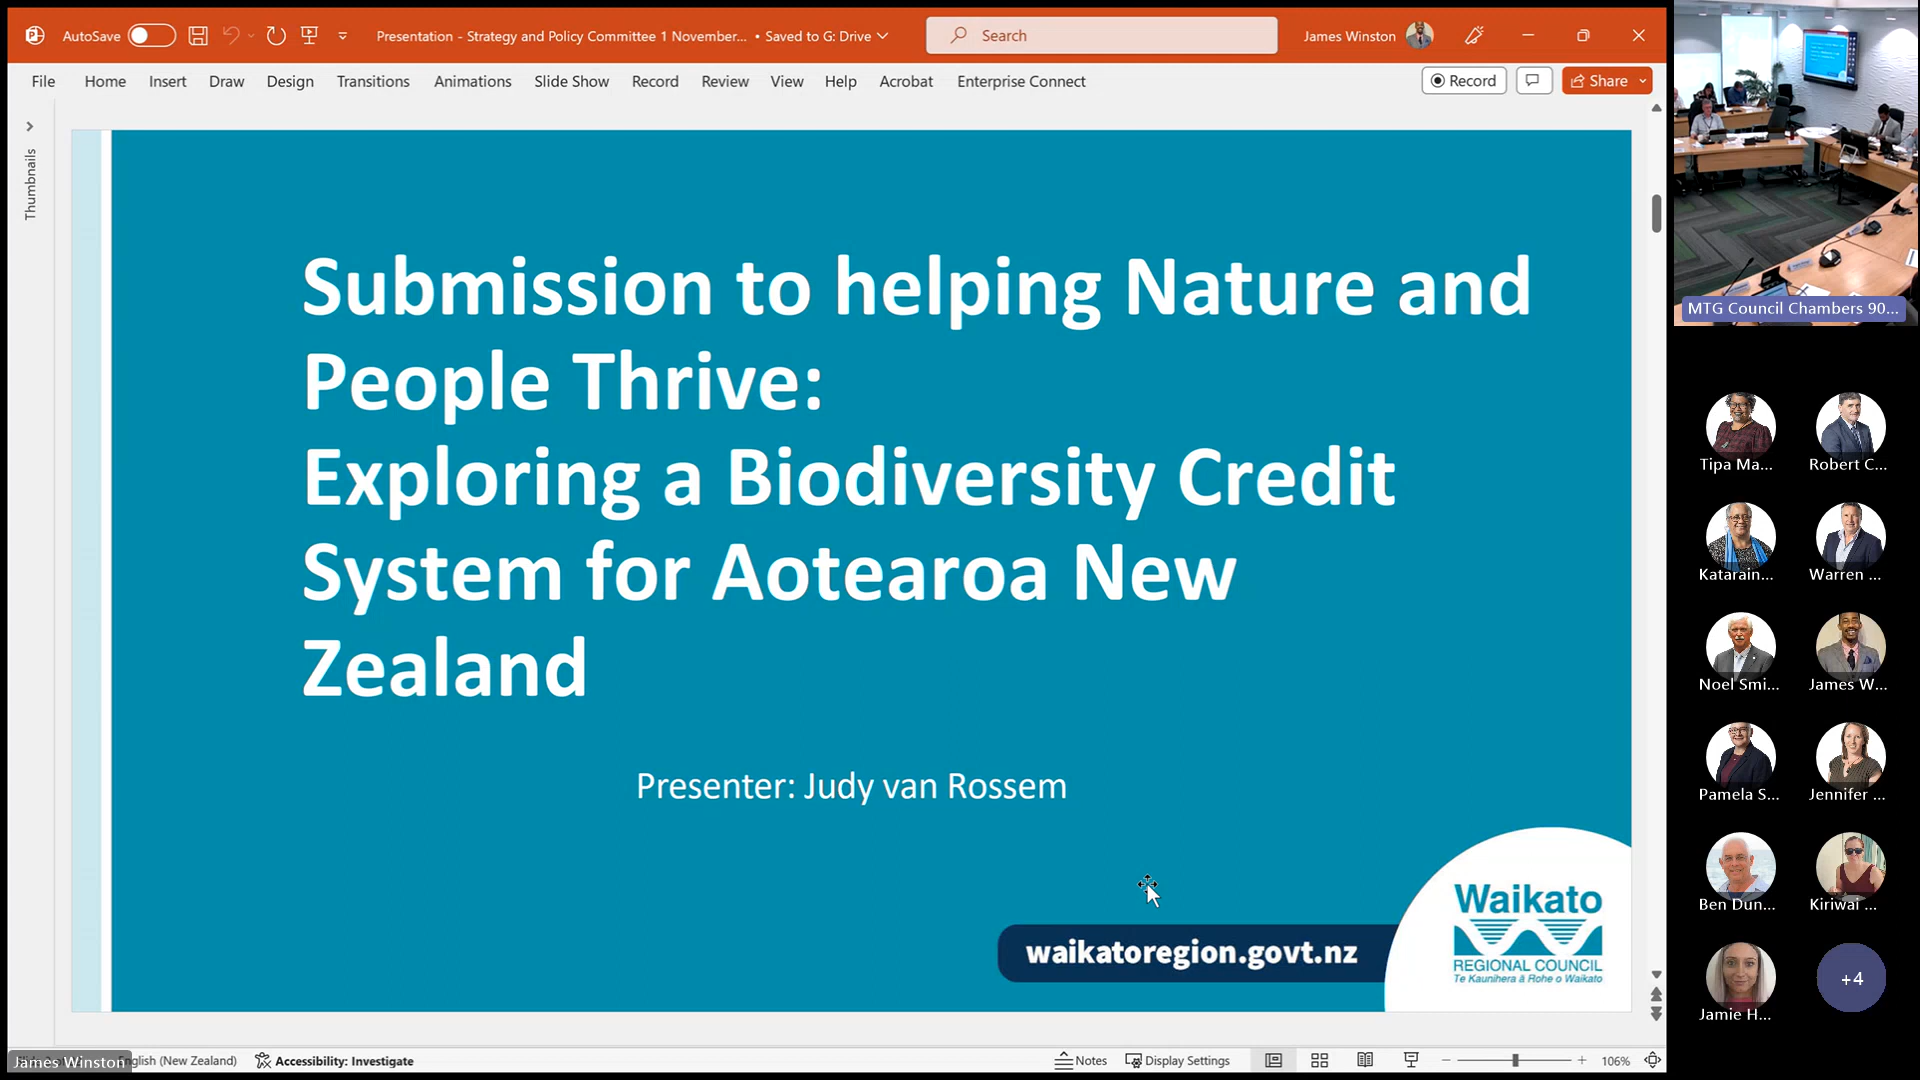 AutoSave
Presentation - Strategy and Policy Committee 1 November... • Saved to G: Drive
Search
James Winston
File Home Insert Draw Design Transitions Animations Slide Show Record Review View Help Acrobat Enterprise Connect
Record
Share
Thumbnails
Submission to helping Nature and
People Thrive:
Exploring a Biodiversity Credit
System for Aotearoa New
Zealand
Presenter: Judy van Rossem
waikatoregion.govt.nz
Waikato
REGIONAL COUNCIL
Te Kaunihera ā Rohe o Waikato
James Winston
English (New Zealand)
Accessibility: Investigate
Notes
Display Settings
106%
MTG Council Chambers 90...
Tipa Ma...
Robert C...
Katarain...
Warren ...
Noel Smi...
James W...
Pamela S...
Jennifer ...
Ben Dun...
Kiriwai ...
Jamie H...
+4